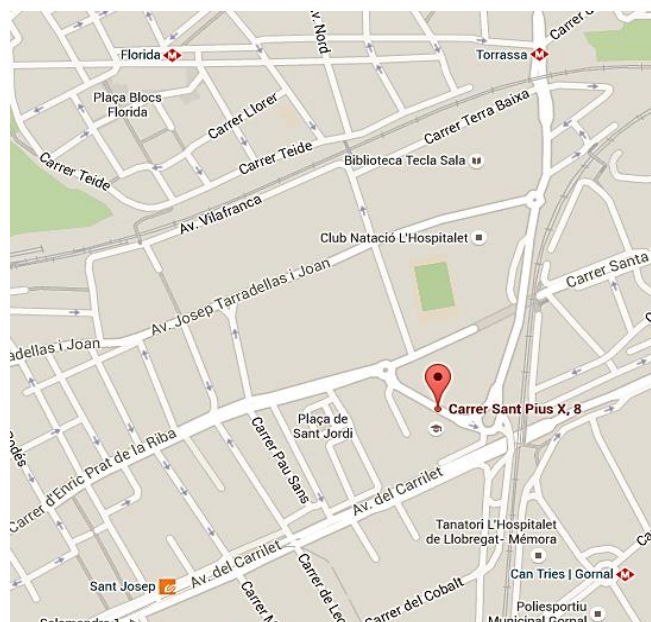 Av. Nord
Florida
Torrassa
Plaça Blocs
Florida
Carrer Llorer
Carrer Terra Baixa
Carrer Teide
Carrer Teide
Biblioteca Tecla Sala
Av. Vilafranca
Club Natació L'Hospitalet
Carrer Santa
Av. Josep Tarradellas i Joan
adellas i Joan
Carrer Sant Pius X, 8
Plaça de
Sant Jordi
Carrer d'Enric Prat de la Riba
Carrer Pau Sans
Av. del Carrilet
Tanatori L'Hospitalet
de Llobregat- Mémora
Av. del Carrilet
Sant Josep
Can Tries | Gornal
Carrer del Cobalt
Poliesportiu
Municipal Gornal